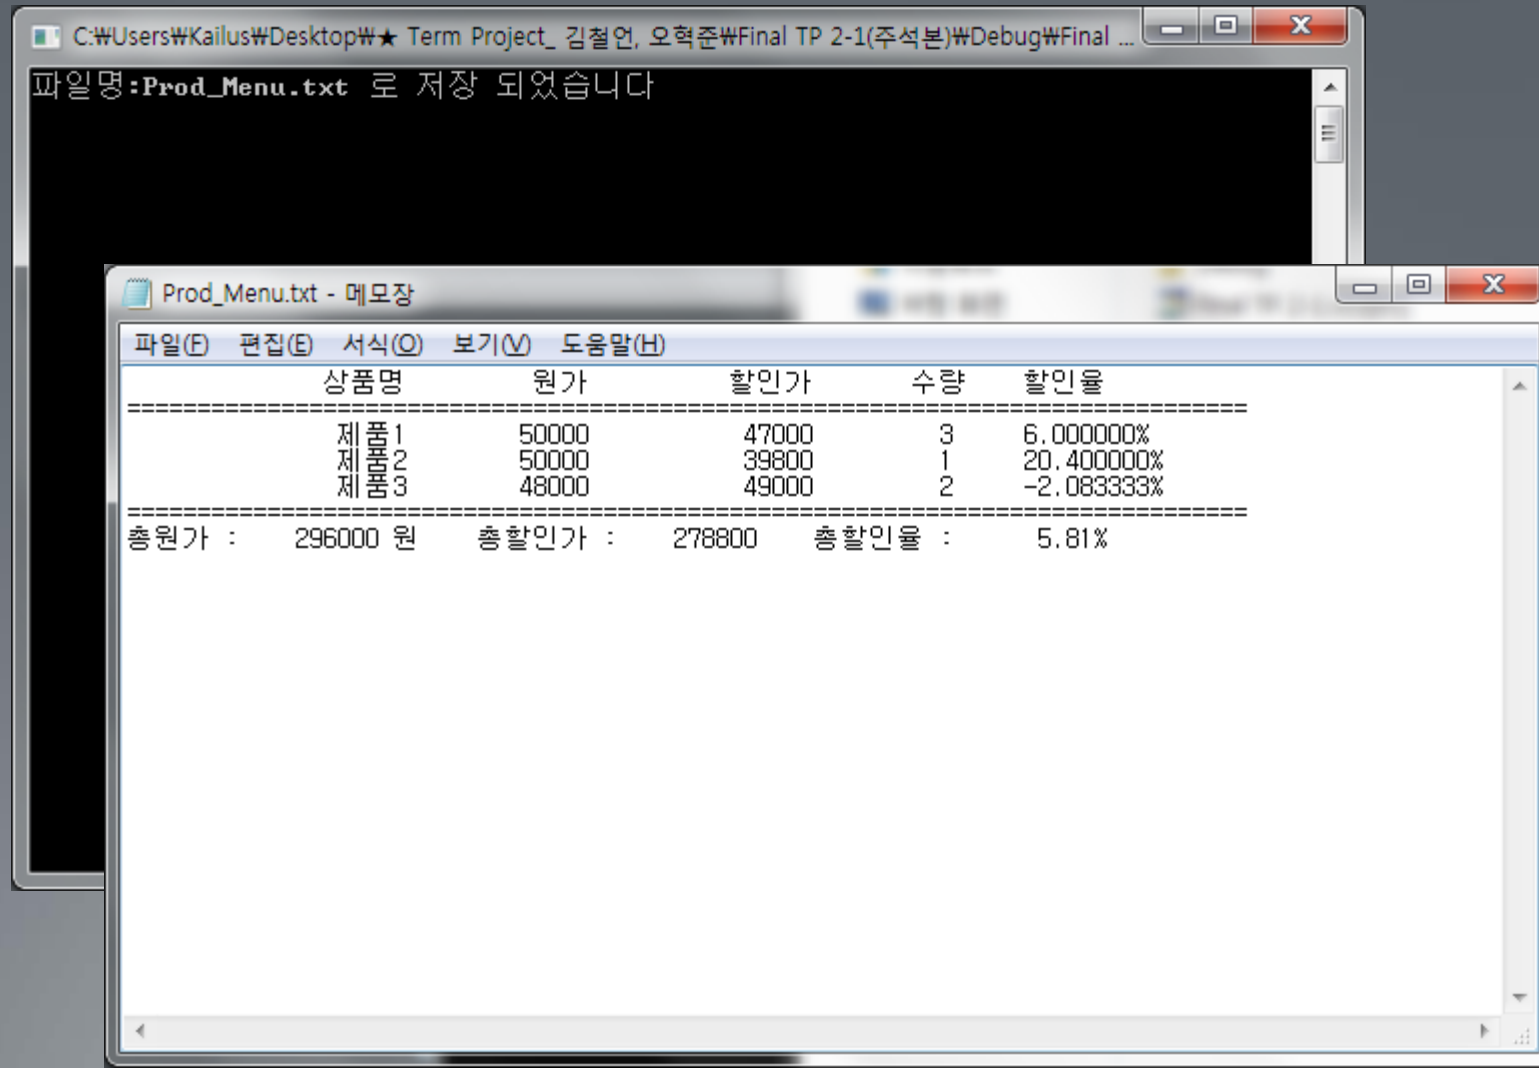 C:₩Users₩Kailus₩Desktop₩★ Term Project_ 김철언, 오혁준₩Final TP 2-1(주석본)₩Debug₩Final ...
파일명:Prod_Menu.txt 로 저장 되었습니다
Prod_Menu.txt - 메모장
파일(F) 편집(E) 서식(O) 보기(V) 도움말(H)
상품명 원가 할인가 수량 할인율
================================================================================
제품1 50000 47000 3 6.000000%
제품2 50000 39800 1 20.400000%
제품3 48000 49000 2 -2.083333%
================================================================================
총원가 : 296000 원 총할인가 : 278800 총할인율 : 5.81%